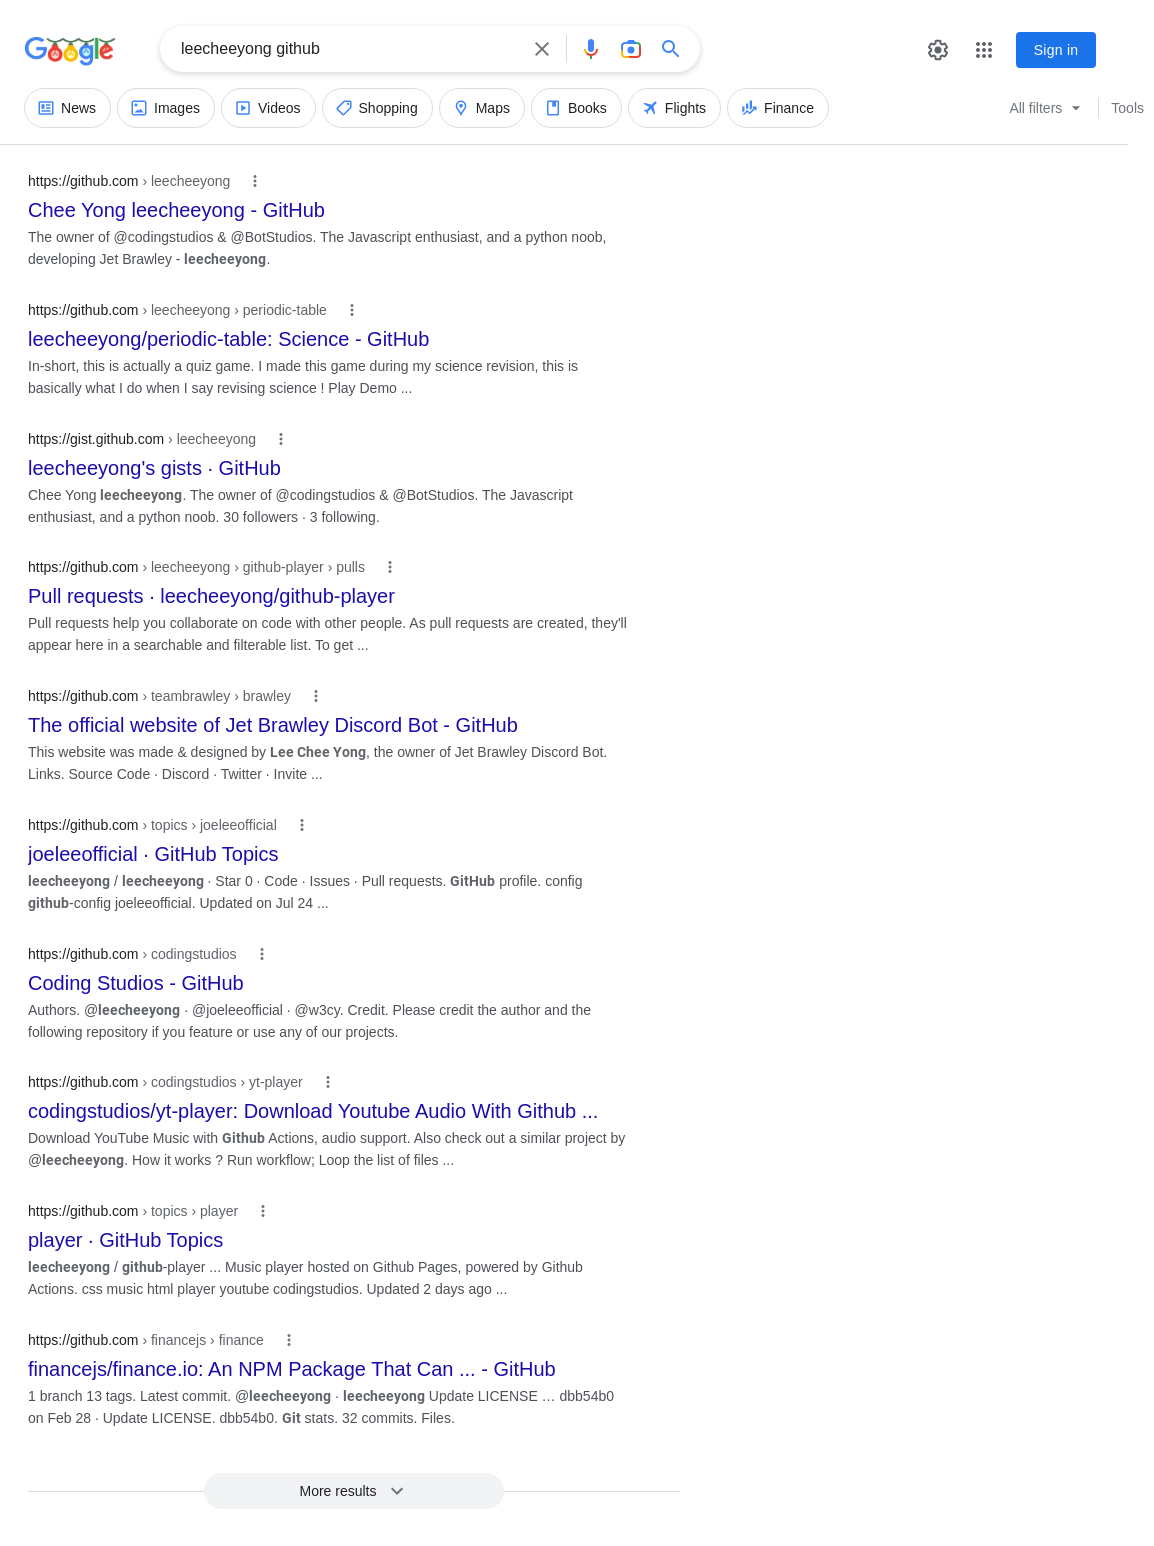 Google
leecheeyong github
Sign in
News Images Videos Shopping Maps Books Flights Finance All filters Tools
https://github.com › leecheeyong
Chee Yong leecheeyong - GitHub
The owner of @codingstudios & @BotStudios. The Javascript enthusiast, and a python noob,
developing Jet Brawley - leecheeyong.
https://github.com › leecheeyong › periodic-table
leecheeyong/periodic-table: Science - GitHub
In-short, this is actually a quiz game. I made this game during my science revision, this is
basically what I do when I say revising science ! Play Demo ...
https://gist.github.com › leecheeyong
leecheeyong's gists · GitHub
Chee Yong leecheeyong. The owner of @codingstudios & @BotStudios. The Javascript
enthusiast, and a python noob. 30 followers · 3 following.
https://github.com › leecheeyong › github-player › pulls
Pull requests · leecheeyong/github-player
Pull requests help you collaborate on code with other people. As pull requests are created, they'll
appear here in a searchable and filterable list. To get ...
https://github.com › teambrawley › brawley
The official website of Jet Brawley Discord Bot - GitHub
This website was made & designed by Lee Chee Yong, the owner of Jet Brawley Discord Bot.
Links. Source Code · Discord · Twitter · Invite ...
https://github.com › topics › joeleeofficial
joeleeofficial · GitHub Topics
leecheeyong / leecheeyong · Star 0 · Code · Issues · Pull requests. GitHub profile. config
github-config joeleeofficial. Updated on Jul 24 ...
https://github.com › codingstudios
Coding Studios - GitHub
Authors. @leecheeyong · @joeleeofficial · @w3cy. Credit. Please credit the author and the
following repository if you feature or use any of our projects.
https://github.com › codingstudios › yt-player
codingstudios/yt-player: Download Youtube Audio With Github ...
Download YouTube Music with Github Actions, audio support. Also check out a similar project by
@leecheeyong. How it works ? Run workflow; Loop the list of files ...
https://github.com › topics › player
player · GitHub Topics
leecheeyong / github-player ... Music player hosted on Github Pages, powered by Github
Actions. css music html player youtube codingstudios. Updated 2 days ago ...
https://github.com › financejs › finance
financejs/finance.io: An NPM Package That Can ... - GitHub
1 branch 13 tags. Latest commit. @leecheeyong · leecheeyong Update LICENSE … dbb54b0
on Feb 28 · Update LICENSE. dbb54b0. Git stats. 32 commits. Files.
More results